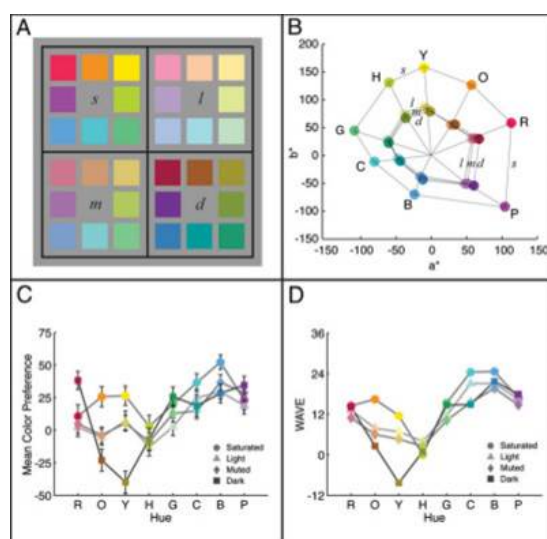 A
s
l
m
d
B
200
150
100
50
0
-50
-100
-150
b*
-100
-50
0
50
100
150
a*
Y
O
R
P
B
C
G
H
s
l
m
d
l m d
s
C
75
50
25
0
-25
-50
Mean Color Preference
Saturated
Light
Muted
Dark
R O Y H G C B P
Hue
D
36
24
12
0
-12
WAVE
Saturated
Light
Muted
Dark
R O Y H G C B P
Hue